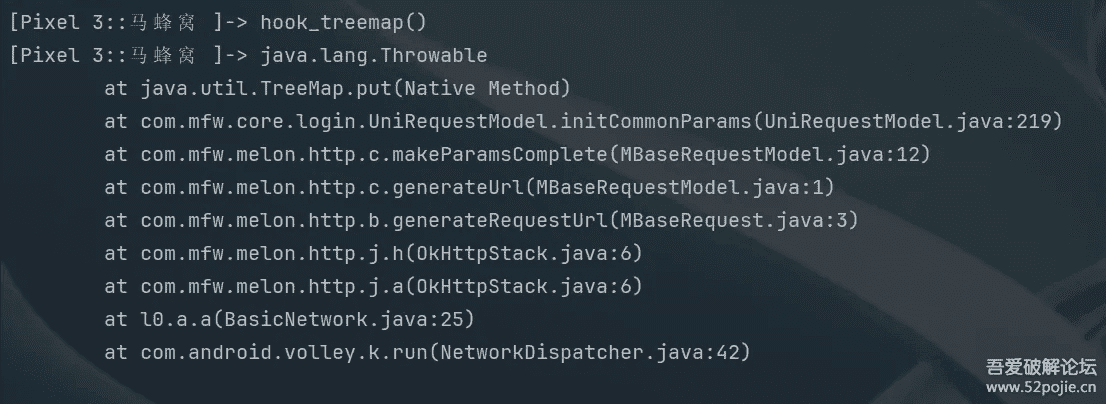 [Pixel 3::马蜂窝 ]-> hook_treemap()
[Pixel 3::马蜂窝 ]-> java.lang.Throwable
at java.util.TreeMap.put(Native Method)
at com.mfw.core.login.UniRequestModel.initCommonParams(UniRequestModel.java:219)
at com.mfw.melon.http.c.makeParamsComplete(MBaseRequestModel.java:12)
at com.mfw.melon.http.c.generateUrl(MBaseRequestModel.java:1)
at com.mfw.melon.http.b.generateRequestUrl(MBaseRequest.java:3)
at com.mfw.melon.http.j.h(OkHttpStack.java:6)
at com.mfw.melon.http.j.a(OkHttpStack.java:6)
at l0.a.a(BasicNetwork.java:25)
at com.android.volley.k.run(NetworkDispatcher.java:42)
吾爱破解论坛
www.52pojie.cn